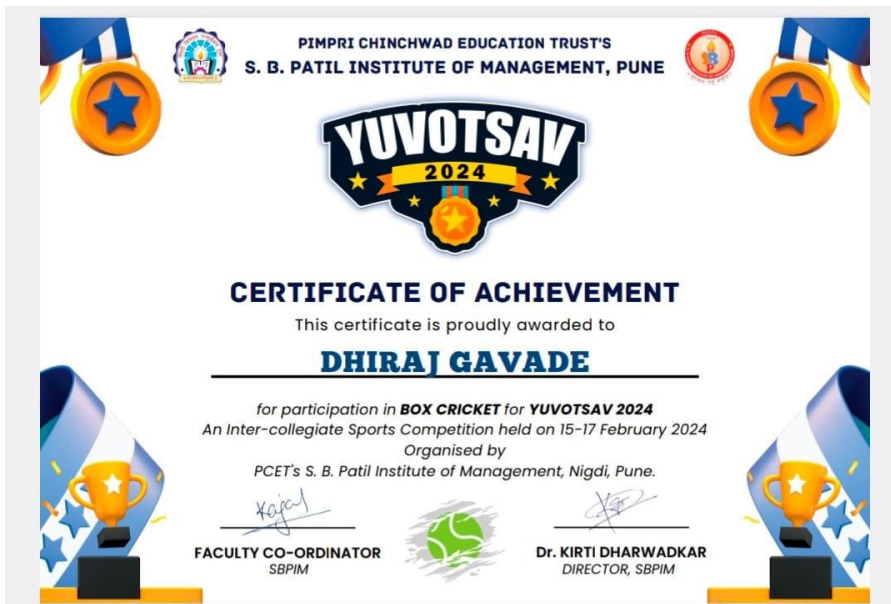 PIMPRI CHINCHWAD EDUCATION TRUST'S
S. B. PATIL INSTITUTE OF MANAGEMENT, PUNE
YUVOTSAV
2024
CERTIFICATE OF ACHIEVEMENT
This certificate is proudly awarded to
DHIRAJ GAVADE
for participation in BOX CRICKET for YUVOTSAV 2024
An Inter-collegiate Sports Competition held on 15-17 February 2024
Organised by
PCET's S. B. Patil Institute of Management, Nigdi, Pune.
Kajal
FACULTY CO-ORDINATOR
SBPIM
Dr. KIRTI DHARWADKAR
DIRECTOR, SBPIM